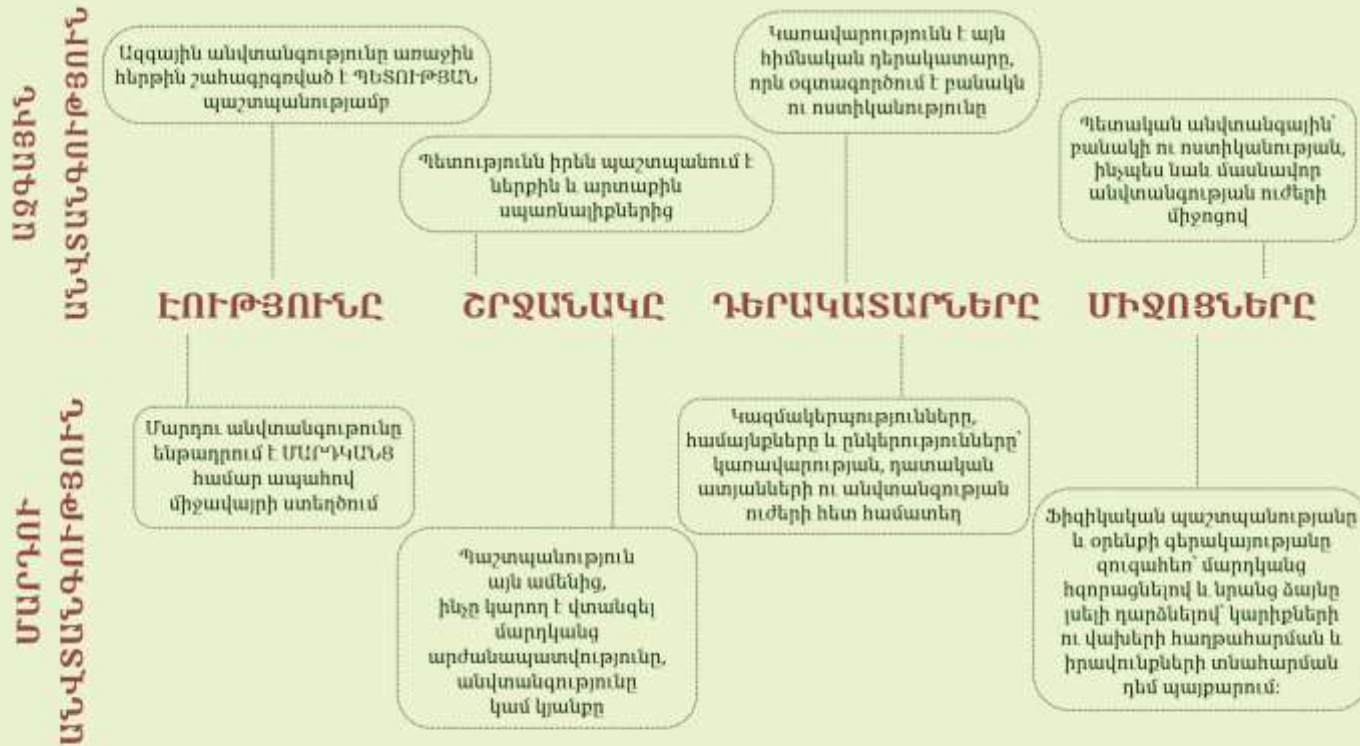 ԱԶԳԱՅԻՆ
ԱՆՎՏԱՆԳՈՒԹՅՈՒՆ
Ազգային անվտանգությունը առաջին
հերթին շահագրգռված է ՊԵՏՈՒԹՅԱՆ
պաշտպանությամբ
Պետությունն իրեն պաշտպանում է
ներքին և արտաքին
սպառնալիքներից
Կառավարությունն է այն
հիմնական դերակատարը,
որն օգտագործում է բանակն
ու ոստիկանությունը
Պետական անվտանգային՝
բանակի ու ոստիկանության,
ինչպես նաև մասնավոր
անվտանգության ուժերի
միջոցով
ԷՈՒԹՅՈՒՆԸ
ՇՐՋԱՆԱԿԸ
ԴԵՐԱԿԱՏԱՐՆԵՐԸ
ՄԻՋՈՑՆԵՐԸ
ՄԱՐԴՈՒ
ԱՆՎՏԱՆԳՈՒԹՅՈՒՆ
Մարդու անվտանգութունը
ենթադրում է ՄԱՐԴԿԱՆՑ
համար ապահով
միջավայրի ստեղծում
Պաշտպանություն
այն ամենից,
ինչը կարող է վտանգել
մարդկանց
արժանապատվությունը,
անվտանգությունը
կամ կյանքը
Կազմակերպությունները,
համայնքները և ընկերությունները՝
կառավարության, դատական
ատյանների ու անվտանգության
ուժերի հետ համատեղ
Ֆիզիկական պաշտպանությանը
և օրենքի գերակայությանը
զուգահեռ՝ մարդկանց
հզորացնելով և նրանց ձայնը
լսելի դարձնելով՝ կարիքների
ու վախերի հաղթահարման և
իրավունքների տնահարման
դեմ պայքարում: